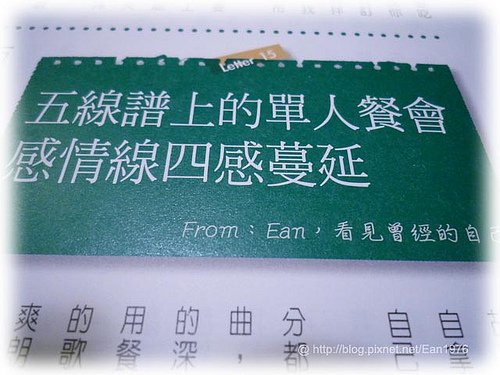 Letter 15
五線譜上的單人餐會
感情線四感蔓延
From：Ean，看見曾經的自己
自
自己
分都
曲，
的深
用餐
的歌
爽朗
@ http://blog.pixnet.net/Ean1976